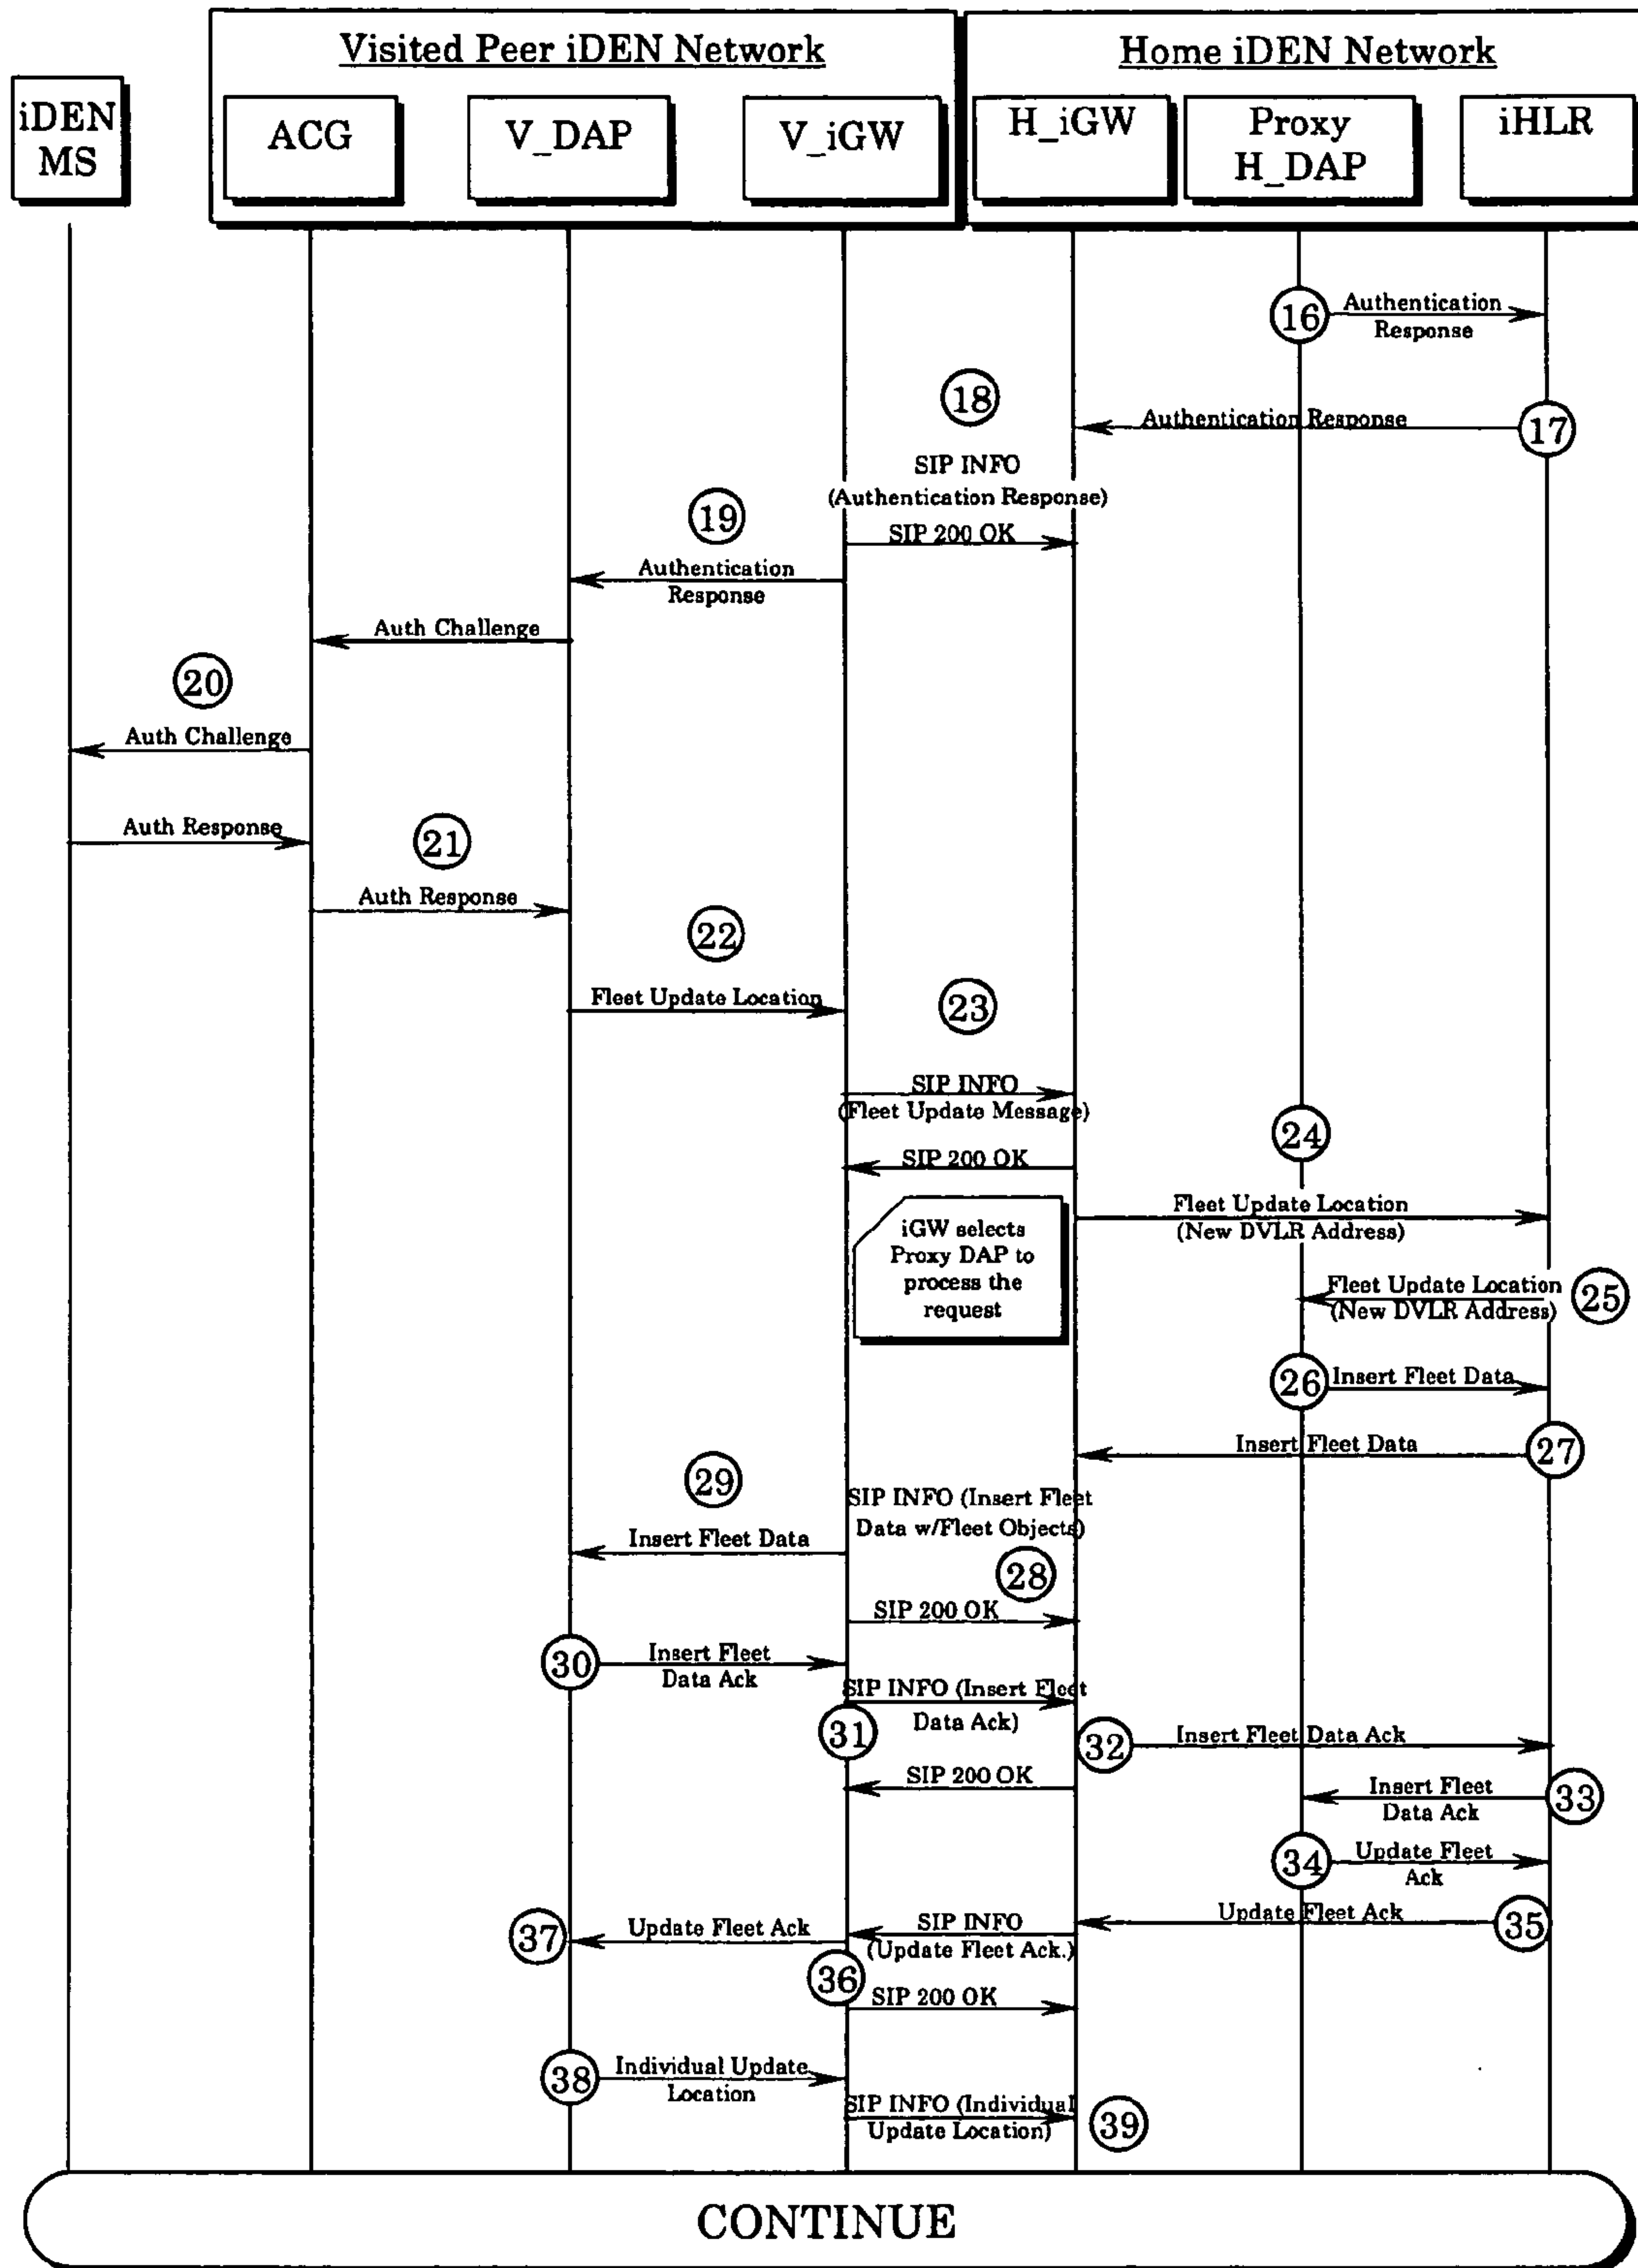 Visited Peer iDEN Network
Home iDEN Network
iDEN
MS
ACG
V_DAP
V_iGW
H_iGW
Proxy
H_DAP
iHLR
16
Authentication
Response
18
Authentication Response
17
SIP INFO
(Authentication Response)
19
SIP 200 OK
Authentication
Response
Auth Challenge
20
Auth Challenge
Auth Response
21
Auth Response
22
Fleet Update Location
23
SIP INFO
(Fleet Update Message)
24
SIP 200 OK
Fleet Update Location
(New DVLR Address)
iGW selects
Proxy DAP to
process the
request
Fleet Update Location
(New DVLR Address)
25
26
Insert Fleet Data
Insert Fleet Data
27
29
SIP INFO (Insert Fleet
Data w/Fleet Objects)
Insert Fleet Data
28
SIP 200 OK
30
Insert Fleet
Data Ack
SIP INFO (Insert Fleet
Data Ack)
31
32
Insert Fleet Data Ack
SIP 200 OK
Insert Fleet
Data Ack
33
34
Update Fleet
Ack
Update Fleet Ack
35
37
Update Fleet Ack
SIP INFO
(Update Fleet Ack.)
36
SIP 200 OK
38
Individual Update
Location
SIP INFO (Individual
Update Location)
39
CONTINUE